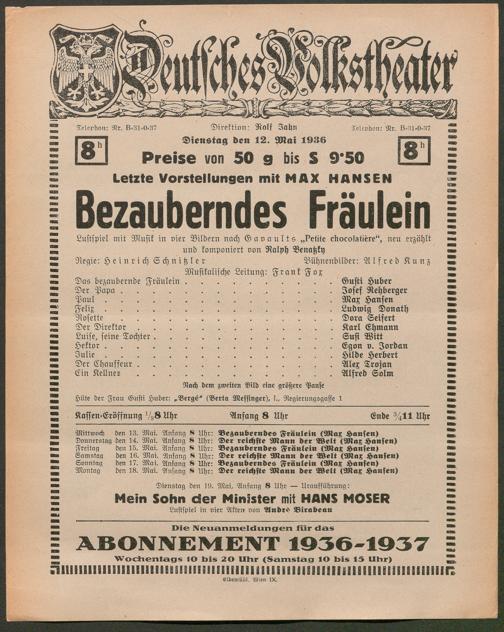 Deutsches Volkstheater
Telephon: Nr. B-31-0-37 Direktion: Rolf Jahn Telephon: Nr. B-31-0-37
Dienstag den 12. Mai 1936
8h Preise von 50 g bis S 9·50 8h
Letzte Vorstellungen mit MAX HANSEN
Bezauberndes Fräulein
Lustspiel mit Musik in vier Bildern nach Gavaults „Petite chocolatière", neu erzählt
und komponiert von Ralph Benatzky
Regie: Heinrich Schnitzler Bühnenbilder: Alfred Kunz
Musikalische Leitung: Frank Fox
Das bezaubernde Fräulein . . . . . Gusti Huber
Der Papa . . . . . Josef Rehberger
Paul . . . . . Max Hansen
Felix . . . . . Ludwig Donath
Rosette . . . . . Dora Seifert
Der Direktor . . . . . Karl Ehmann
Luise, seine Tochter . . . . . Susi Witt
Hektor . . . . . Egon v. Jordan
Julie . . . . . Hilde Herbert
Der Chauffeur . . . . . Alex Trojan
Ein Kellner . . . . . Alfred Solm
Nach dem zweiten Bild eine größere Pause
Hüte der Frau Gusti Huber: „Bergé" (Berta Messinger), I., Regierungsgasse 1
Kassen-Eröffnung ½8 Uhr Anfang 8 Uhr Ende ¾11 Uhr
Mittwoch den 13. Mai. Anfang 8 Uhr: Bezauberndes Fräulein (Max Hansen)
Donnerstag den 14. Mai. Anfang 8 Uhr: Der reichste Mann der Welt (Max Hansen)
Freitag den 15. Mai. Anfang 8 Uhr: Bezauberndes Fräulein (Max Hansen)
Samstag den 16. Mai. Anfang 8 Uhr: Der reichste Mann der Welt (Max Hansen)
Sonntag den 17. Mai. Anfang 8 Uhr: Bezauberndes Fräulein (Max Hansen)
Montag den 18. Mai. Anfang 8 Uhr: Der reichste Mann der Welt (Max Hansen)
Dienstag den 19. Mai. Anfang 8 Uhr — Uraufführung:
Mein Sohn der Minister mit HANS MOSER
Lustspiel in vier Akten von André Birabeau
Die Neuanmeldungen für das
ABONNEMENT 1936-1937
Wochentags 10 bis 20 Uhr (Samstag 10 bis 15 Uhr)
Elbemühl, Wien IX.